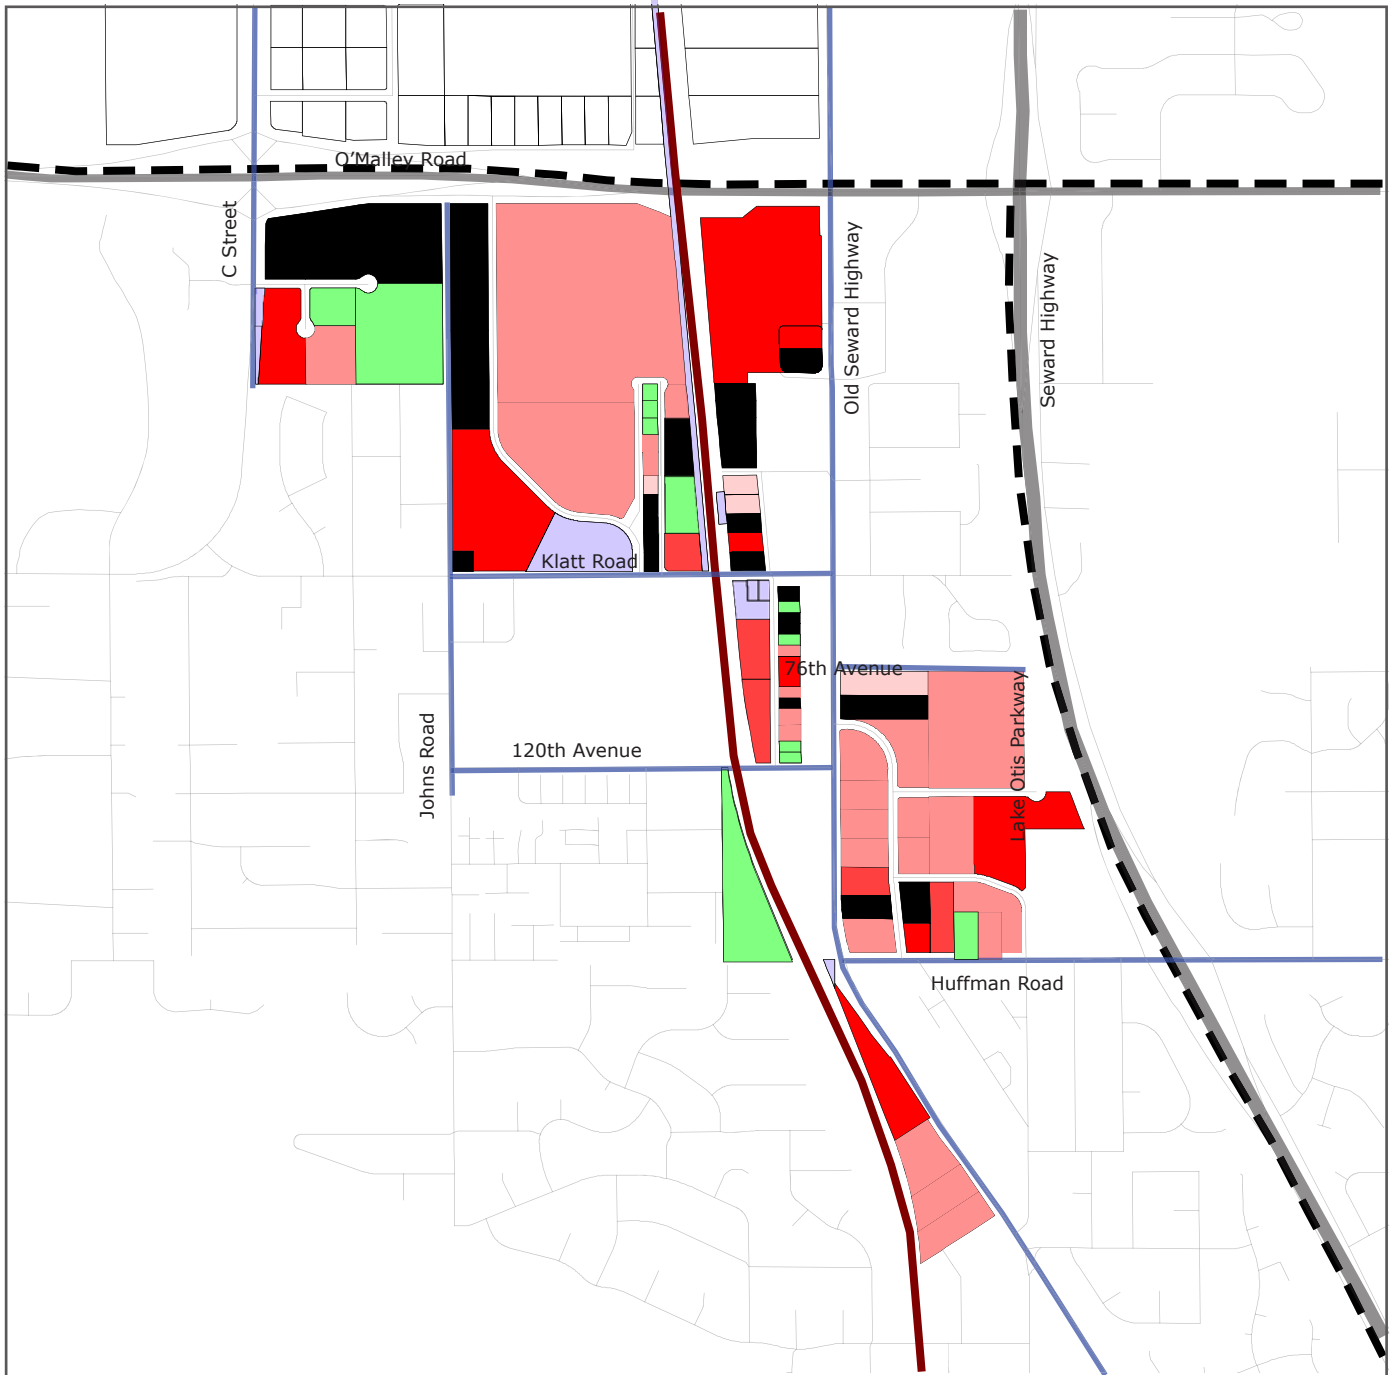 O'Malley Road
C Street
Old Seward Highway
Seward Highway
Klatt Road
76th Avenue
Lake Otis Parkway
Johns Road
120th Avenue
Huffman Road